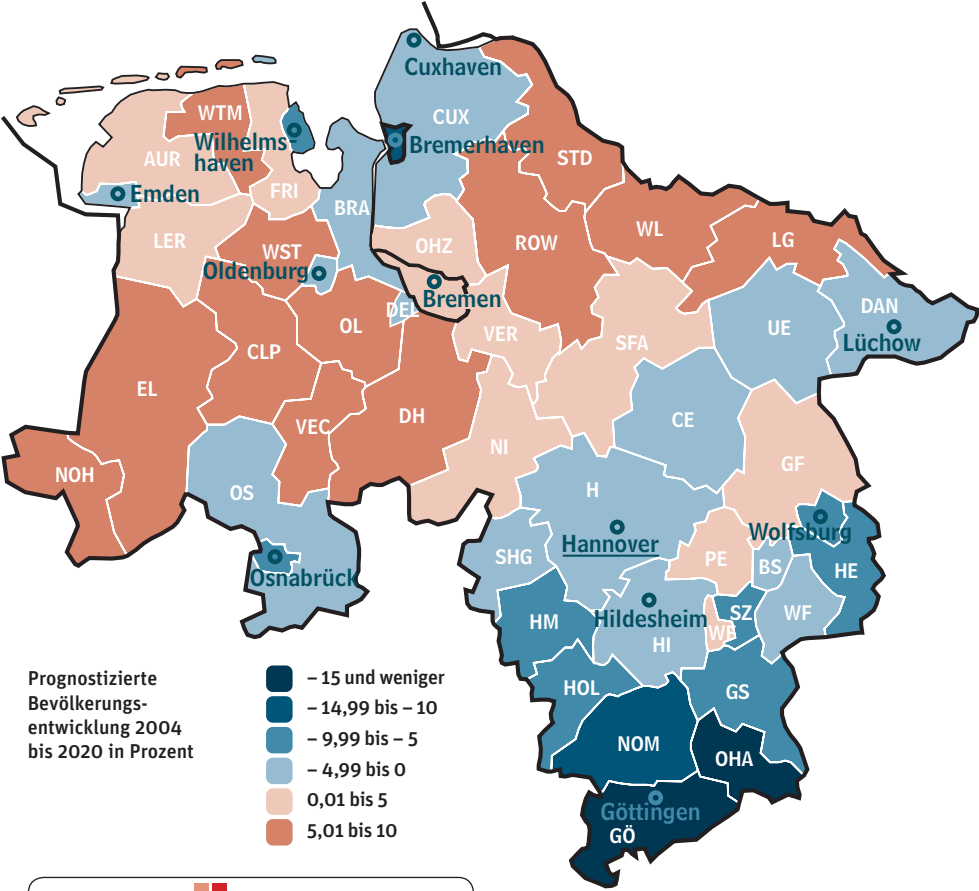 Cuxhaven
WTM
CUX
Wilhelms-
haven
Bremerhaven
AUR
STD
Emden
FRI
BRA
LER
WST
OHZ
ROW
WL
LG
Oldenburg
DEL
Bremen
DAN
OL
VER
SFA
UE
Lüchow
CLP
EL
VEC
DH
CE
NI
GF
NOH
OS
H
Hannover
Wolfsburg
SHG
PE
BS
HE
Osnabrück
HM
Hildesheim
SZ
WF
WF
HI
HOL
GS
NOM
OHA
Göttingen
GÖ
Prognostizierte
Bevölkerungs-
entwicklung 2004
bis 2020 in Prozent
– 15 und weniger
– 14,99 bis – 10
– 9,99 bis – 5
– 4,99 bis 0
0,01 bis 5
5,01 bis 10